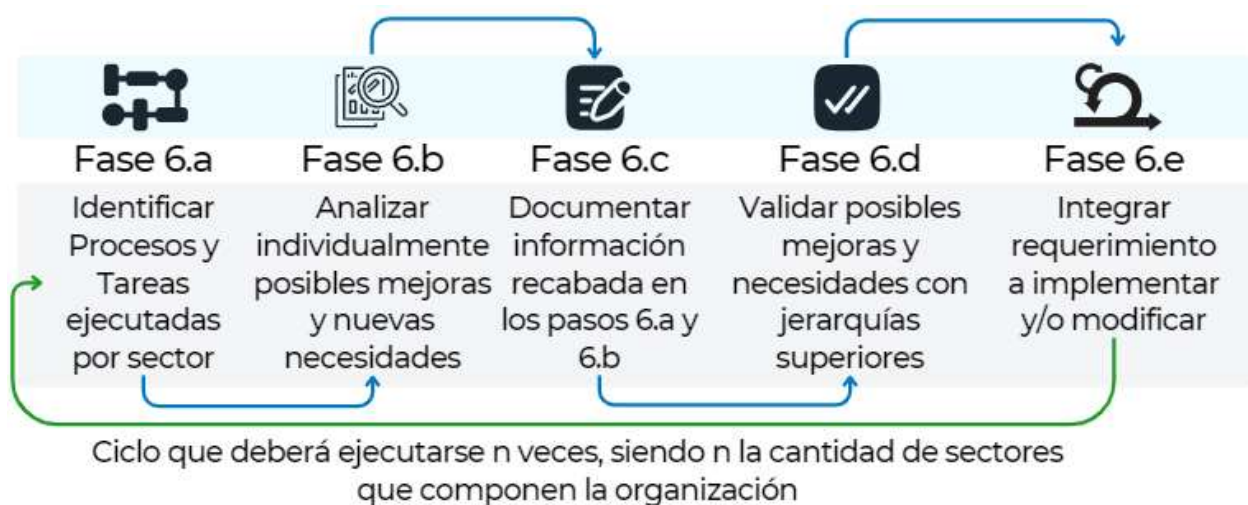 Fase 6.a
Identificar
Procesos y
Tareas
ejecutadas
por sector
Fase 6.b
Analizar
individualmente
posibles mejoras
y nuevas
necesidades
Fase 6.c
Documentar
información
recabada en
los pasos 6.a y
6.b
Fase 6.d
Validar posibles
mejoras y
necesidades con
jerarquías
superiores
Fase 6.e
Integrar
requerimiento
a implementar
y/o modificar
Ciclo que deberá ejecutarse n veces, siendo n la cantidad de sectores
que componen la organización